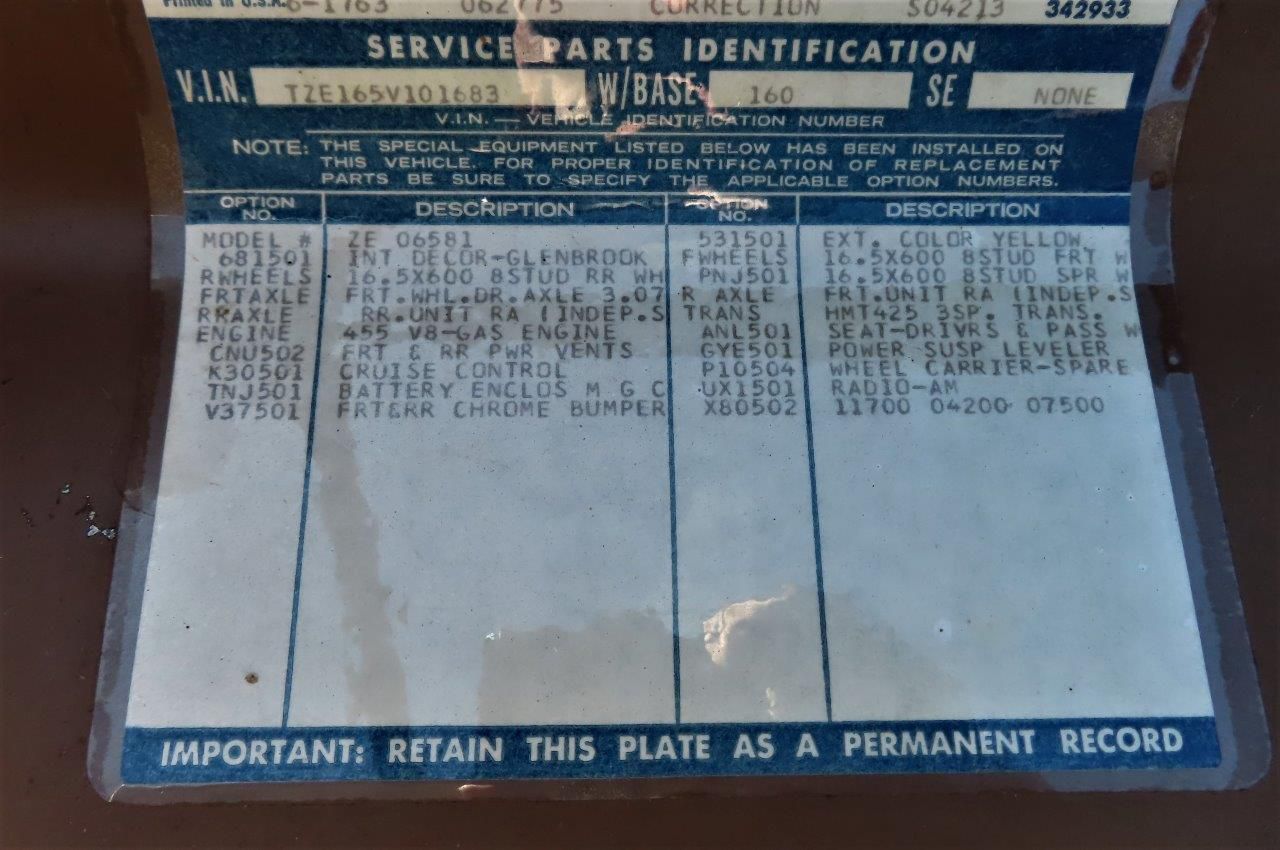 Printed in U.S.A. 6-1763 062775 CORRECTION S04213 342933
SERVICE PARTS IDENTIFICATION
V.I.N. TZE165V101683 W/BASE 160 SE NONE
V.I.N. — VEHICLE IDENTIFICATION NUMBER
NOTE: THE SPECIAL EQUIPMENT LISTED BELOW HAS BEEN INSTALLED ON
THIS VEHICLE. FOR PROPER IDENTIFICATION OF REPLACEMENT
PARTS BE SURE TO SPECIFY THE APPLICABLE OPTION NUMBERS.
OPTION NO. DESCRIPTION OPTION NO. DESCRIPTION
MODEL # ZE 06581 531501 EXT. COLOR YELLOW
681501 INT DECOR-GLENBROOK FWHEELS 16.5X600 8STUD FRT W
RWHEELS 16.5X600 8STUD RR WH PNJ501 16.5X600 8STUD SPR W
FRTAXLE FRT.WHL.DR.AXLE 3.07 R AXLE FRT.UNIT RA (INDEP.S
RRAXLE RR.UNIT RA (INDEP.S TRANS HMT425 3SP. TRANS.
ENGINE 455 V8-GAS ENGINE ANL501 SEAT-DRIVRS & PASS W
CNU502 FRT & RR PWR VENTS GYE501 POWER SUSP LEVELER
K30501 CRUISE CONTROL P10504 WHEEL CARRIER-SPARE
TNJ501 BATTERY ENCLOS M G C UX1501 RADIO-AM
V37501 FRT&RR CHROME BUMPER X80502 11700 04200 07500
IMPORTANT: RETAIN THIS PLATE AS A PERMANENT RECORD